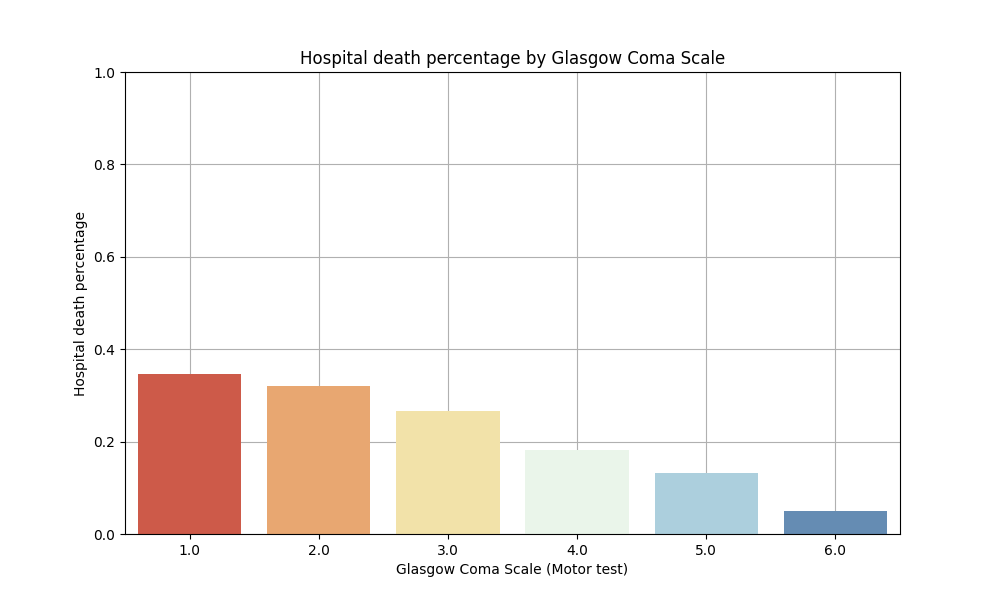 Hospital death percentage by Glasgow Coma Scale
1.0
0.8
0.6
0.4
0.2
0.0
Hospital death percentage
1.0 2.0 3.0 4.0 5.0 6.0
Glasgow Coma Scale (Motor test)